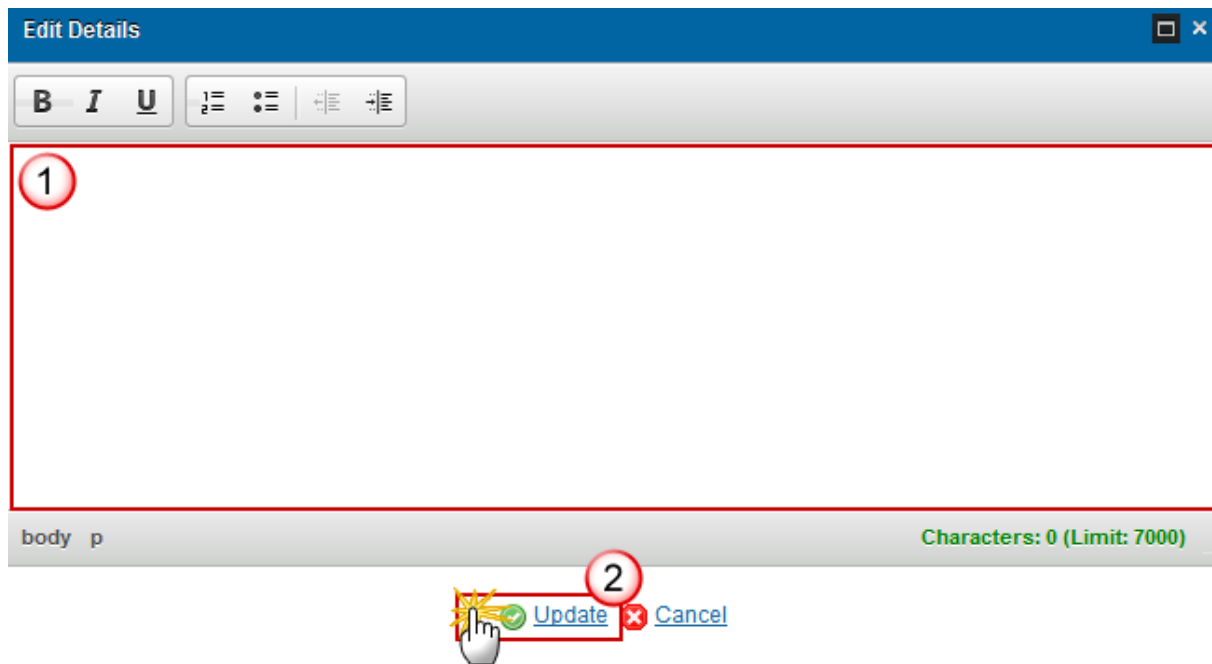 Edit Details
B I U
1
body p
Characters: 0 (Limit: 7000)
2
Update Cancel